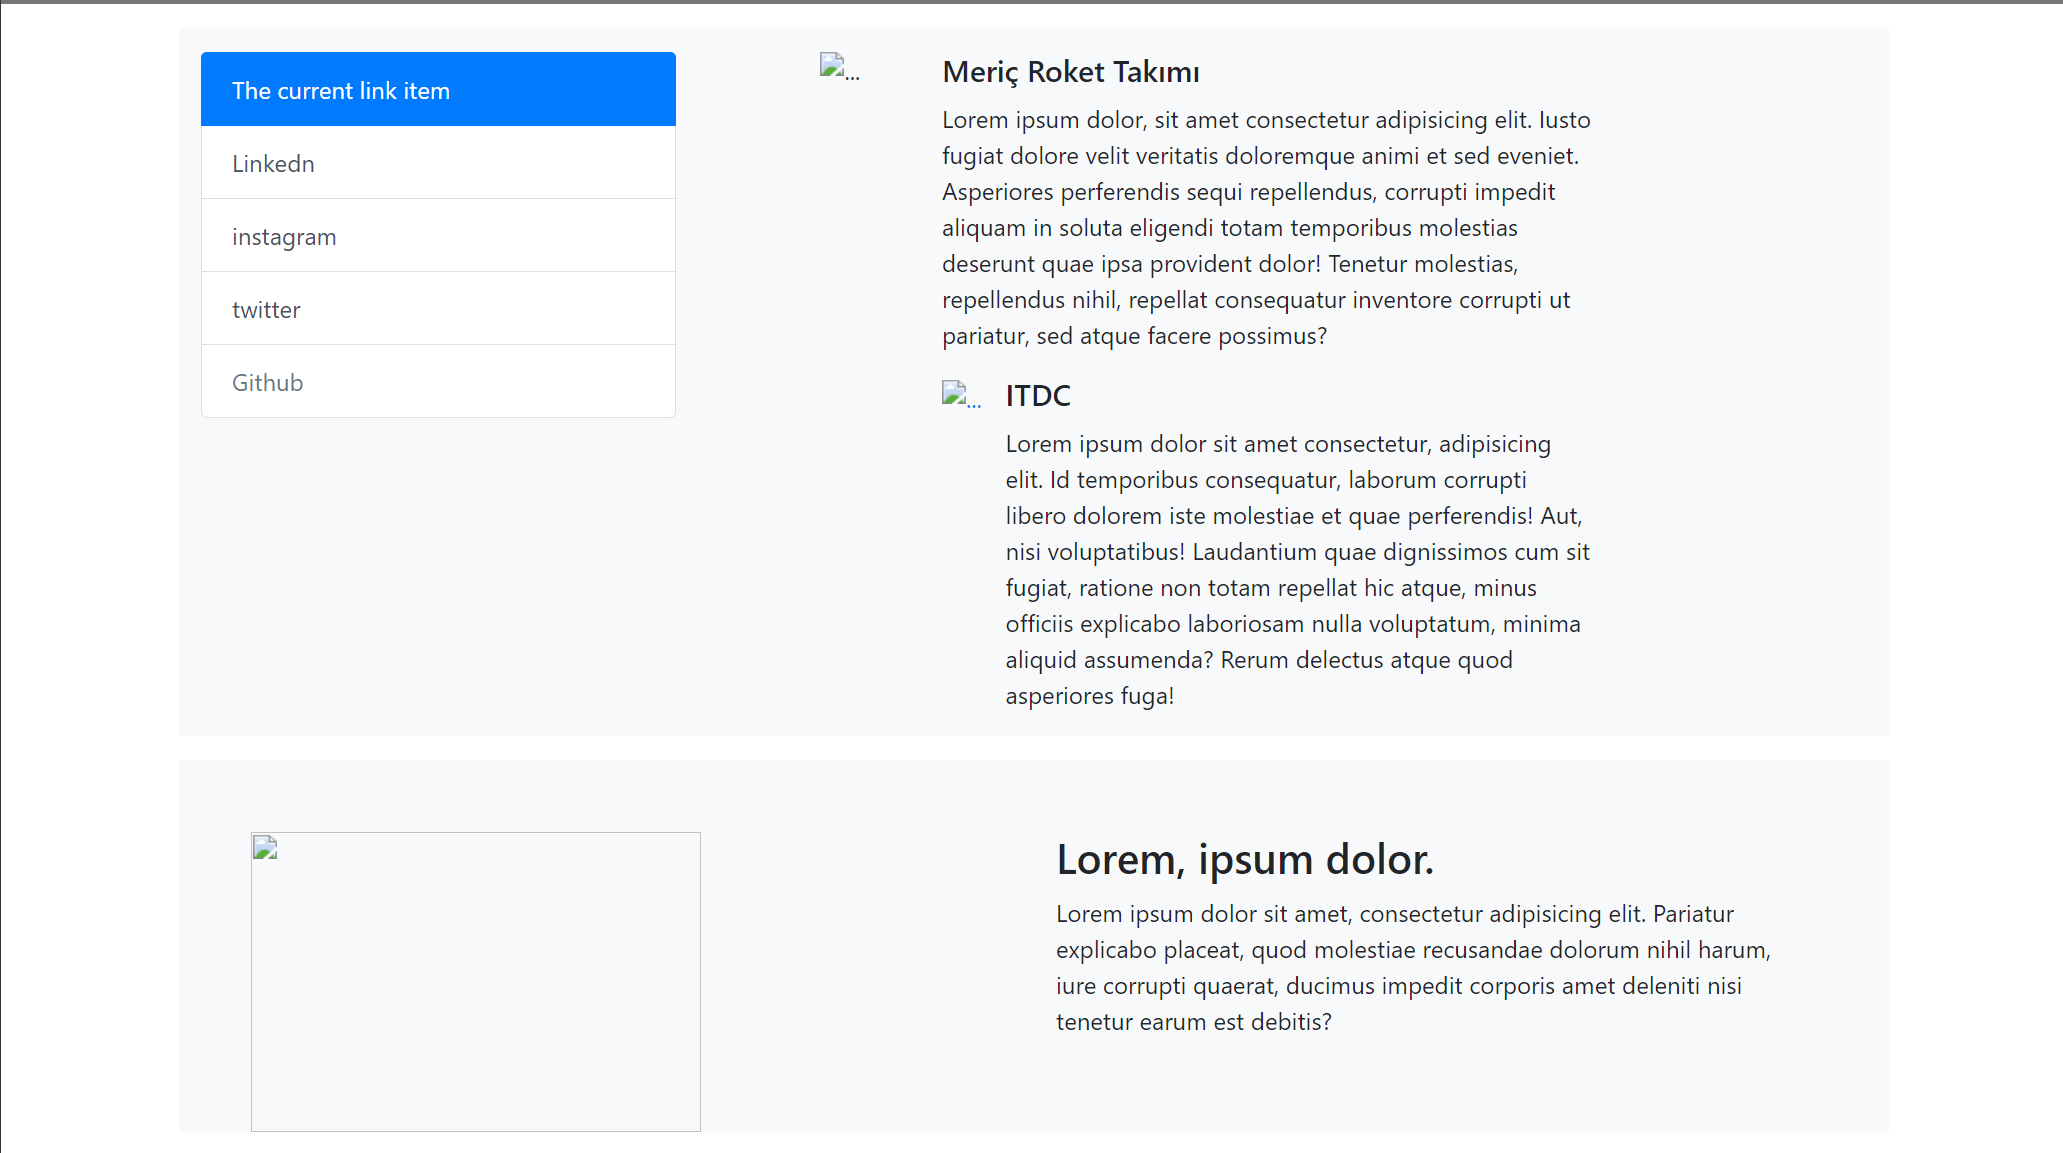 The current link item
Linkedn
instagram
twitter
Github
...
Meriç Roket Takımı
Lorem ipsum dolor, sit amet consectetur adipisicing elit. Iusto
fugiat dolore velit veritatis doloremque animi et sed eveniet.
Asperiores perferendis sequi repellendus, corrupti impedit
aliquam in soluta eligendi totam temporibus molestias
deserunt quae ipsa provident dolor! Tenetur molestias,
repellendus nihil, repellat consequatur inventore corrupti ut
pariatur, sed atque facere possimus?
...
ITDC
Lorem ipsum dolor sit amet consectetur, adipisicing
elit. Id temporibus consequatur, laborum corrupti
libero dolorem iste molestiae et quae perferendis! Aut,
nisi voluptatibus! Laudantium quae dignissimos cum sit
fugiat, ratione non totam repellat hic atque, minus
officiis explicabo laboriosam nulla voluptatum, minima
aliquid assumenda? Rerum delectus atque quod
asperiores fuga!
Lorem, ipsum dolor.
Lorem ipsum dolor sit amet, consectetur adipisicing elit. Pariatur
explicabo placeat, quod molestiae recusandae dolorum nihil harum,
iure corrupti quaerat, ducimus impedit corporis amet deleniti nisi
tenetur earum est debitis?